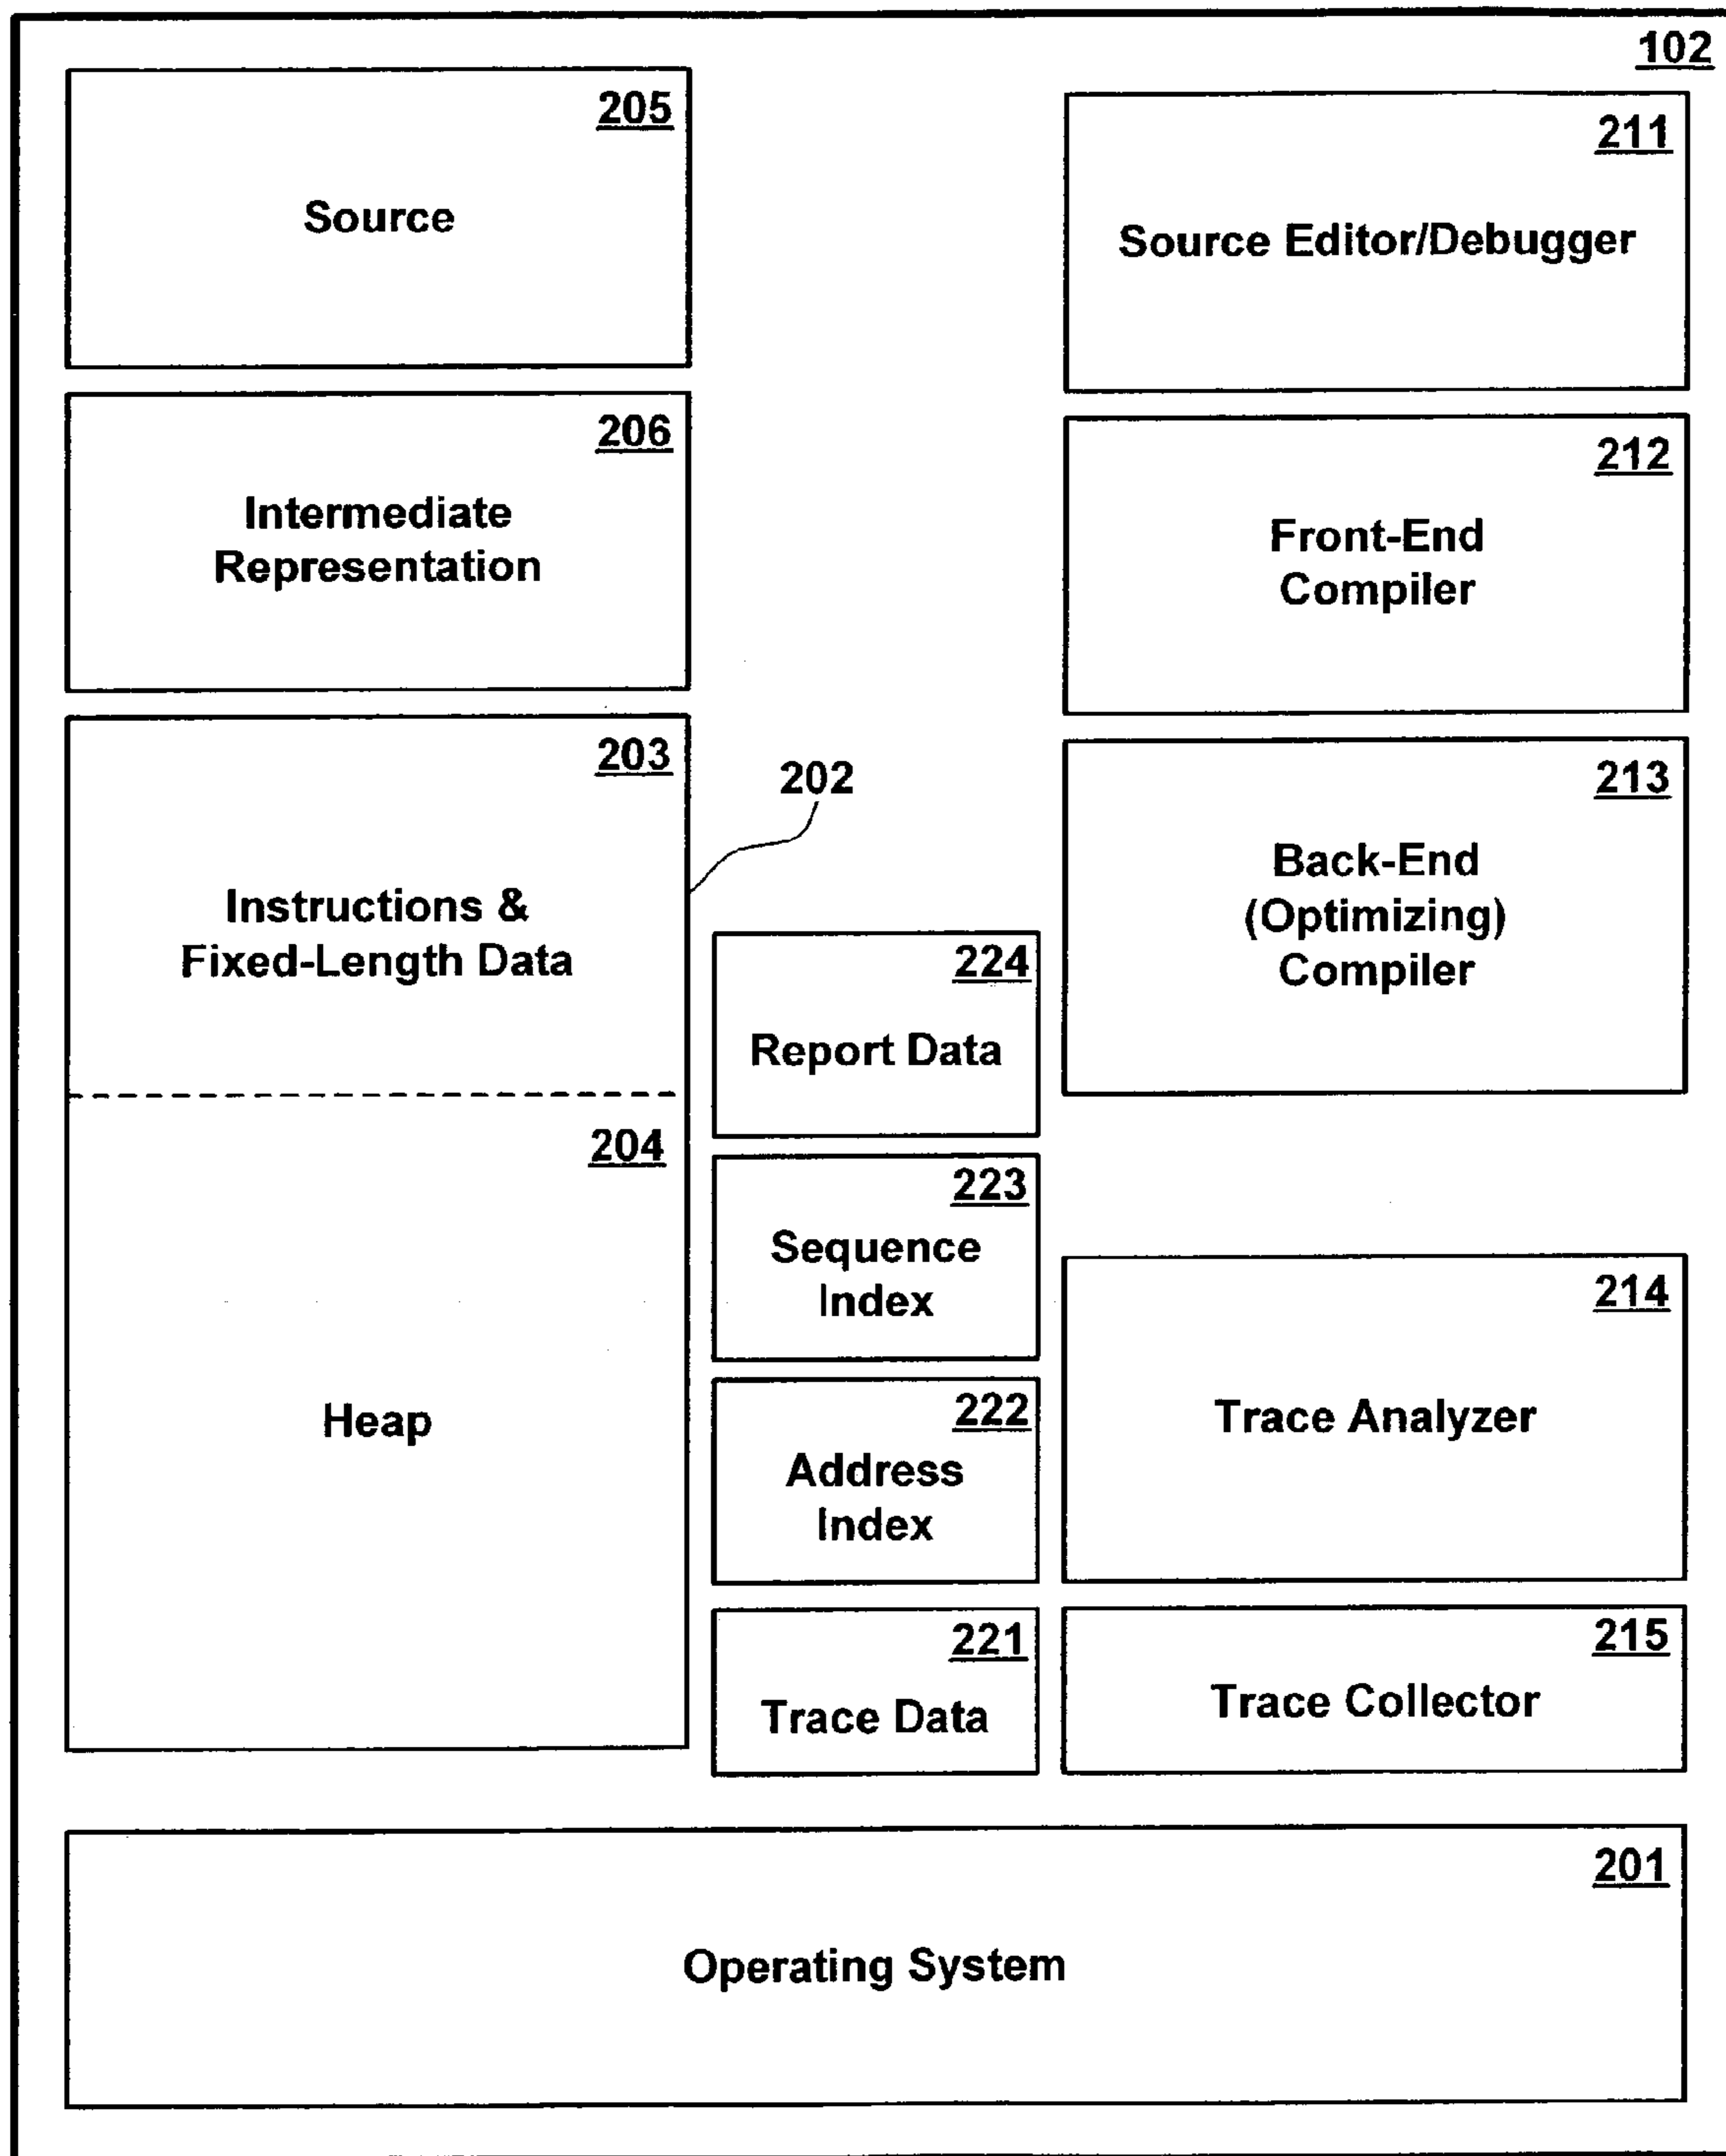 102
205
Source
211
Source Editor/Debugger
206
Intermediate
Representation
212
Front-End
Compiler
203
Instructions &
Fixed-Length Data
202
213
Back-End
(Optimizing)
Compiler
224
Report Data
204
Heap
223
Sequence
Index
214
Trace Analyzer
222
Address
Index
221
Trace Data
215
Trace Collector
201
Operating System